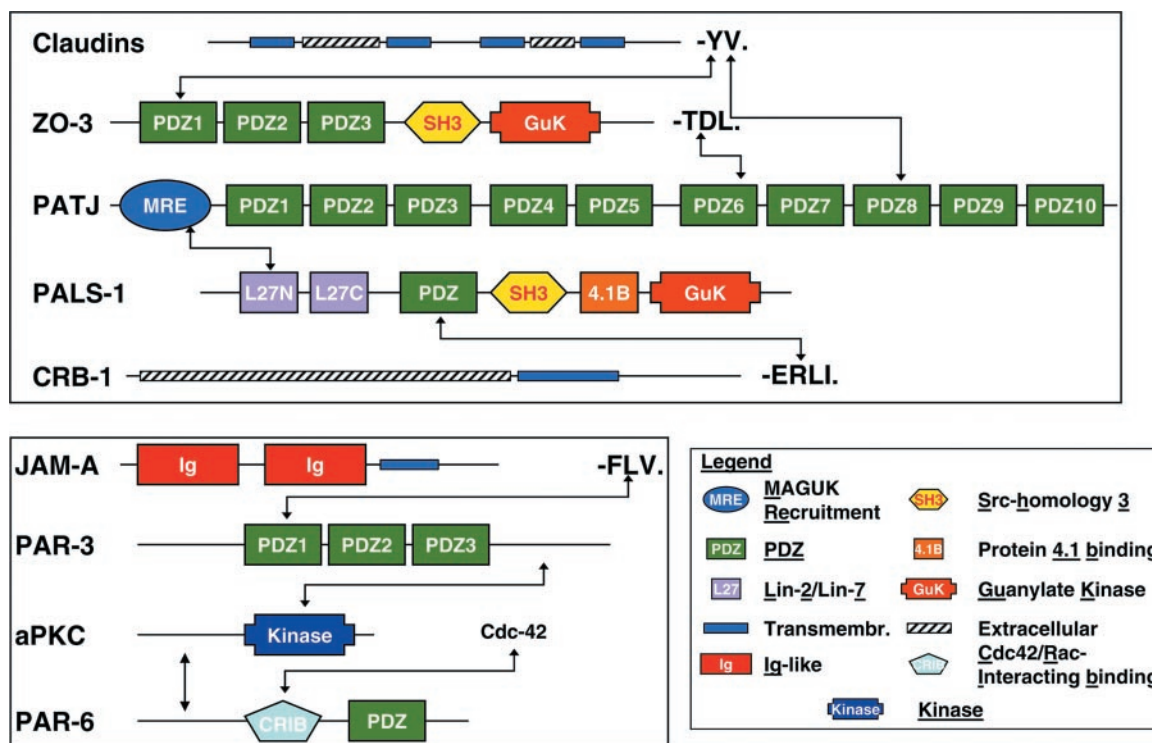 Claudins -YV.
ZO-3 PDZ1 PDZ2 PDZ3 SH3 GuK -TDL.
PATJ MRE PDZ1 PDZ2 PDZ3 PDZ4 PDZ5 PDZ6 PDZ7 PDZ8 PDZ9 PDZ10
PALS-1 L27N L27C PDZ SH3 4.1B GuK
CRB-1 -ERLI.
JAM-A Ig Ig -FLV.
PAR-3 PDZ1 PDZ2 PDZ3
aPKC Kinase Cdc-42
PAR-6 CRIB PDZ
Legend
MRE MAGUK
Recruitment
SH3 Src-homology 3
PDZ PDZ
4.1B Protein 4.1 binding
L27 Lin-2/Lin-7
GuK Guanylate Kinase
Transmembr.
Extracellular
Ig Ig-like
CRIB Cdc42/Rac-
Interacting binding
Kinase Kinase